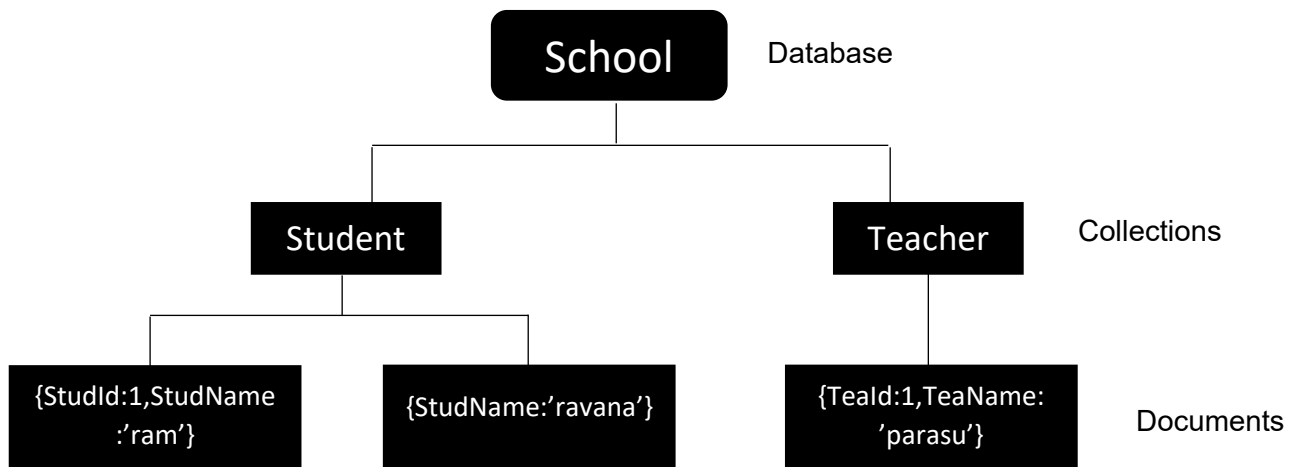 School
Database
Student
Teacher
Collections
{StudId:1,StudName
:’ram’}
{StudName:’ravana’}
{TeaId:1,TeaName:
’parasu’}
Documents